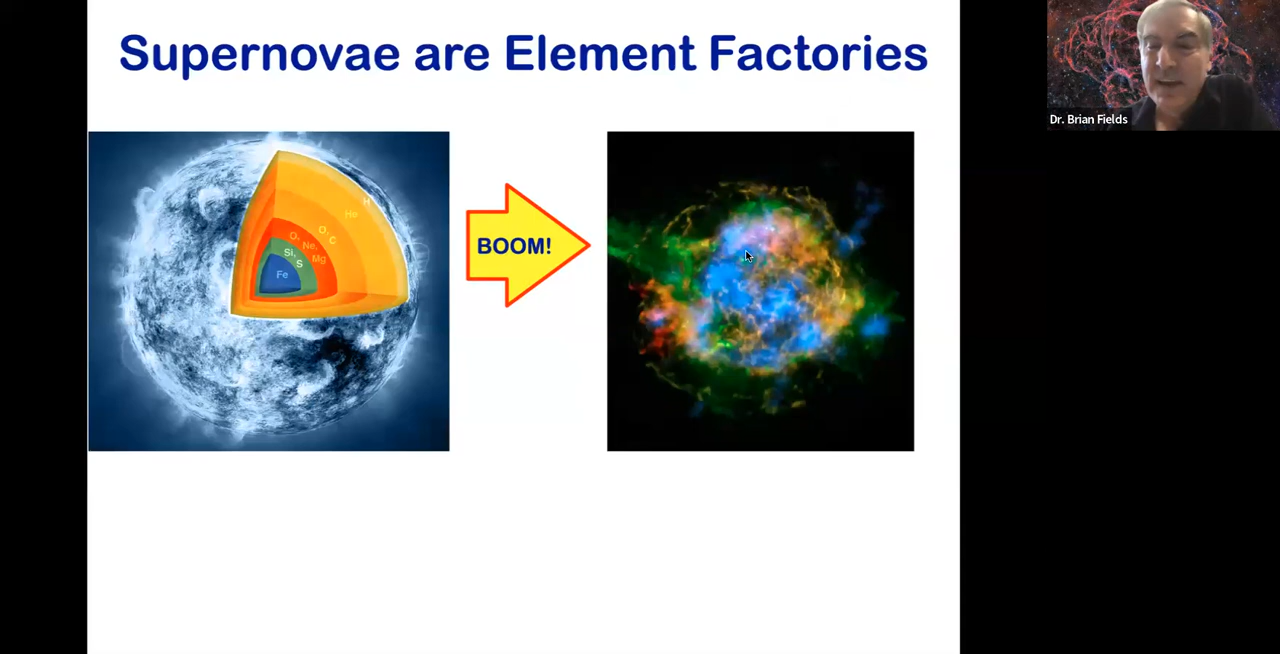 Supernovae are Element Factories
H
He
O, C
O, Ne, Mg
Si, S
Fe
BOOM!
Dr. Brian Fields